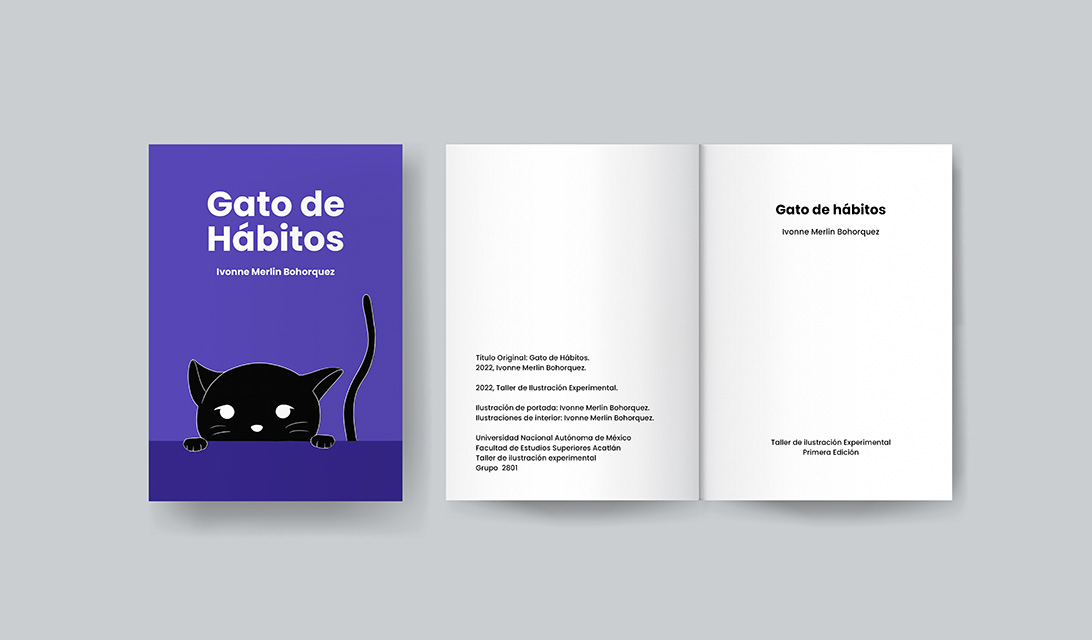 Gato de
Hábitos
Ivonne Merlin Bohorquez
Título Original: Gato de Hábitos.
2022, Ivonne Merlin Bohorquez.
2022, Taller de Ilustración Experimental.
Ilustración de portada: Ivonne Merlin Bohorquez.
Ilustraciones de interior: Ivonne Merlin Bohorquez.
Universidad Nacional Autónoma de México
Facultad de Estudios Superiores Acatlán
Taller de ilustración experimental
Grupo 2801
Gato de hábitos
Ivonne Merlin Bohorquez
Taller de ilustración Experimental
Primera Edición